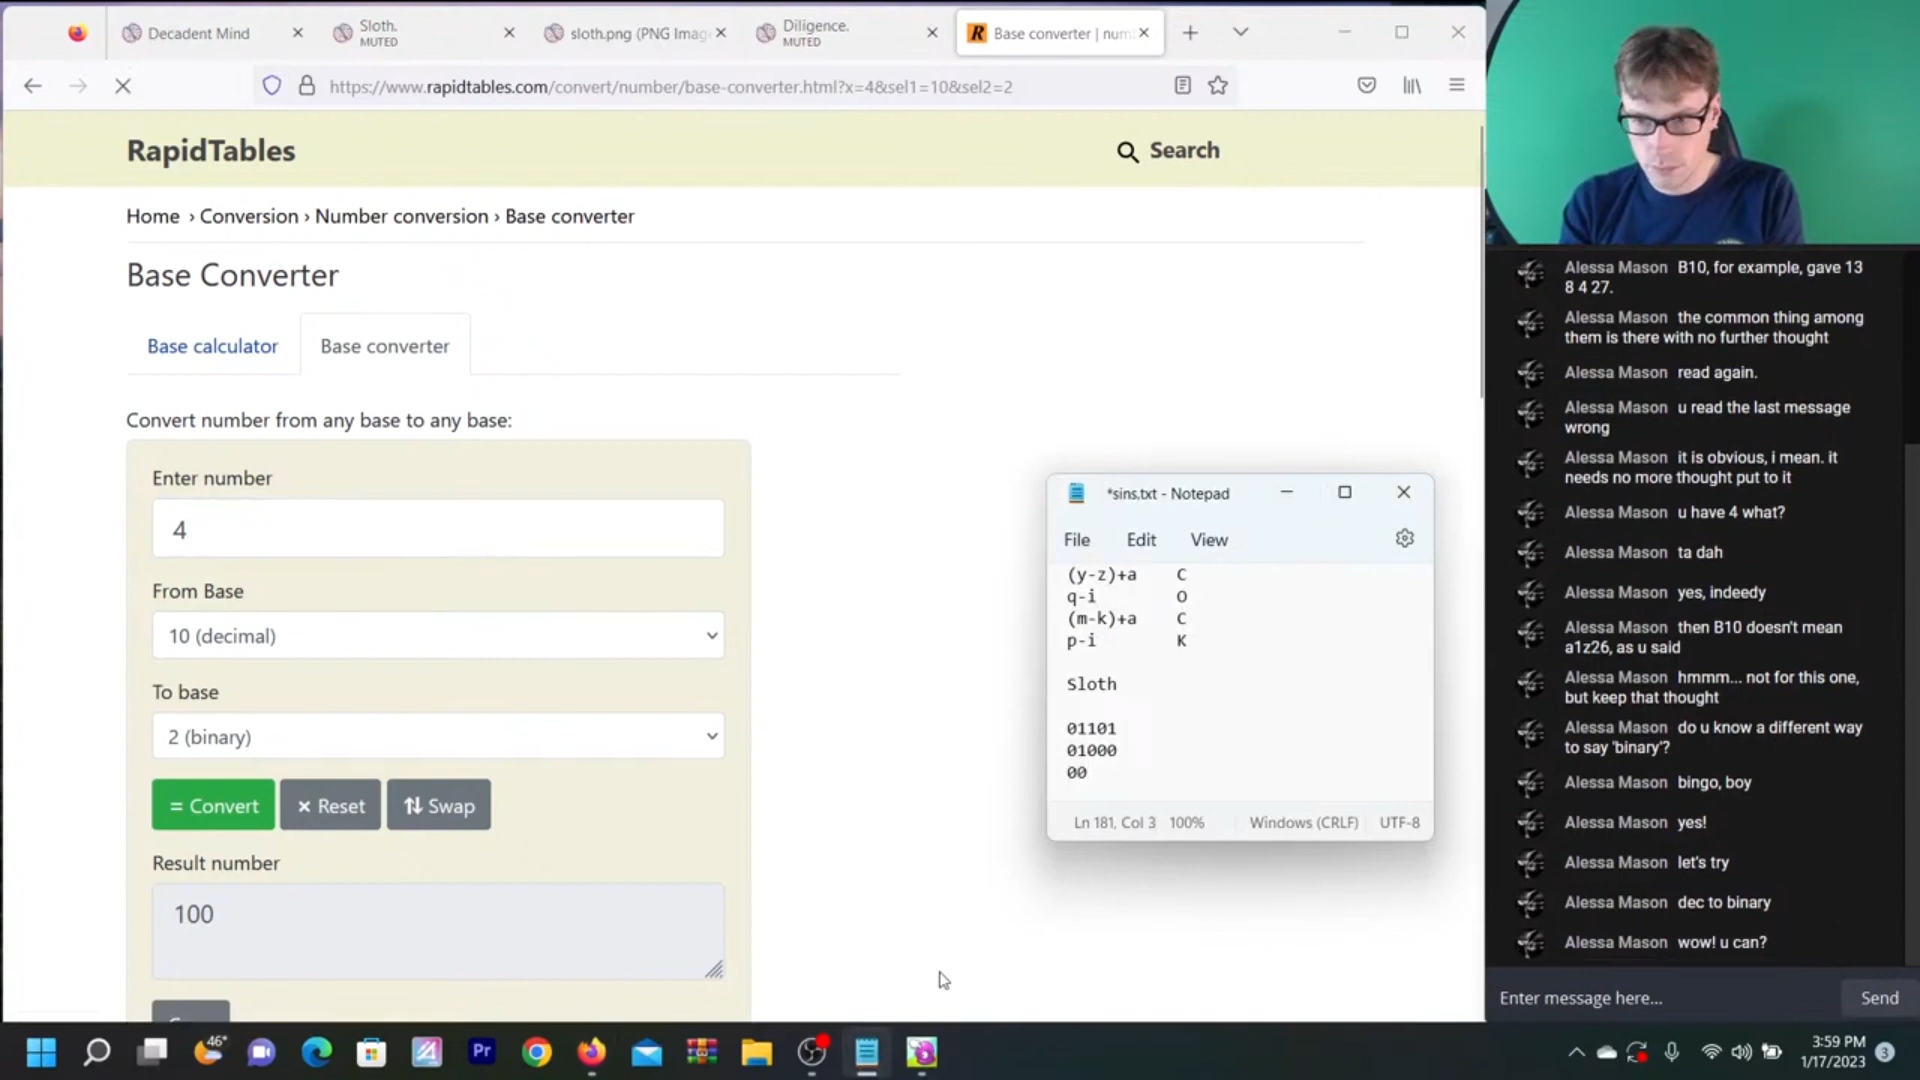 Decadent Mind
Sloth.
MUTED
sloth.png (PNG Imag
Diligence.
MUTED
Base converter | num
https://www.rapidtables.com/convert/number/base-converter.html?x=4&sel1=10&sel2=2
RapidTables
Search
Home › Conversion › Number conversion › Base converter
Base Converter
Base calculator
Base converter
Convert number from any base to any base:
Enter number
4
From Base
10 (decimal)
To base
2 (binary)
= Convert
× Reset
Swap
Result number
100
*sins.txt - Notepad
File Edit View
(y-z)+a C
q-i O
(m-k)+a C
p-i K
Sloth
01101
01000
00
Ln 181, Col 3 100% Windows (CRLF) UTF-8
Alessa Mason B10, for example, gave 13
8 4 27.
Alessa Mason the common thing among
them is there with no further thought
Alessa Mason read again.
Alessa Mason u read the last message
wrong
Alessa Mason it is obvious, i mean. it
needs no more thought put to it
Alessa Mason u have 4 what?
Alessa Mason ta dah
Alessa Mason yes, indeedy
Alessa Mason then B10 doesn't mean
a1z26, as u said
Alessa Mason hmmm... not for this one,
but keep that thought
Alessa Mason do u know a different way
to say 'binary'?
Alessa Mason bingo, boy
Alessa Mason yes!
Alessa Mason let's try
Alessa Mason dec to binary
Alessa Mason wow! u can?
Enter message here...
Send
46°
Pr
3:59 PM
1/17/2023
3